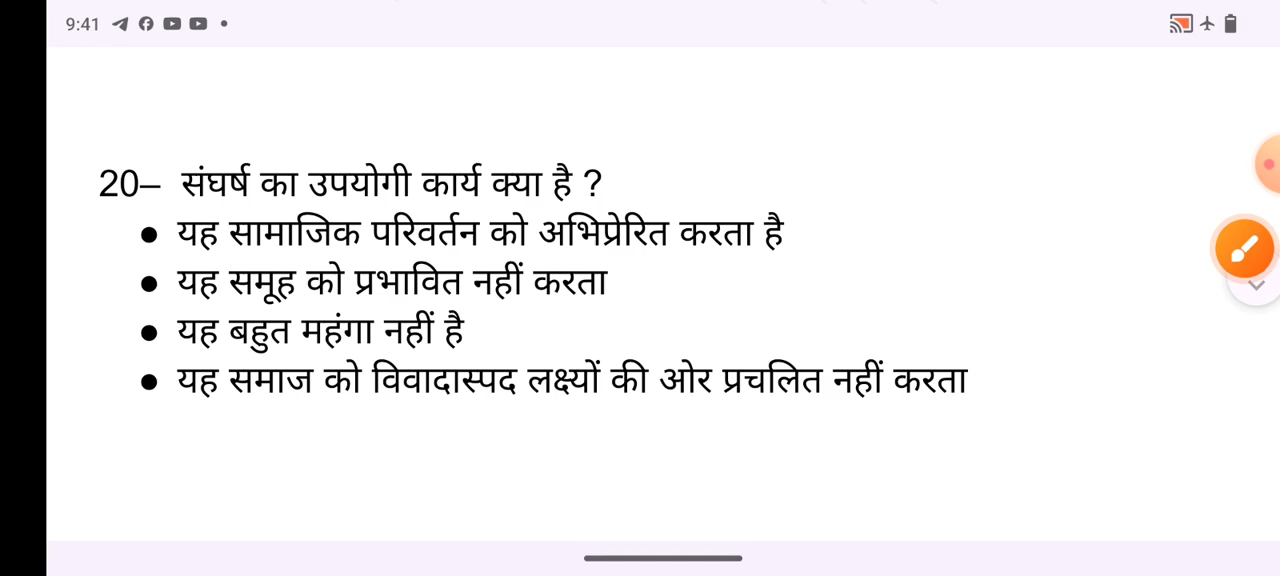 9:41
20– संघर्ष का उपयोगी कार्य क्या है ?
● यह सामाजिक परिवर्तन को अभिप्रेरित करता है
● यह समूह को प्रभावित नहीं करता
● यह बहुत महंगा नहीं है
● यह समाज को विवादास्पद लक्ष्यों की ओर प्रचलित नहीं करता